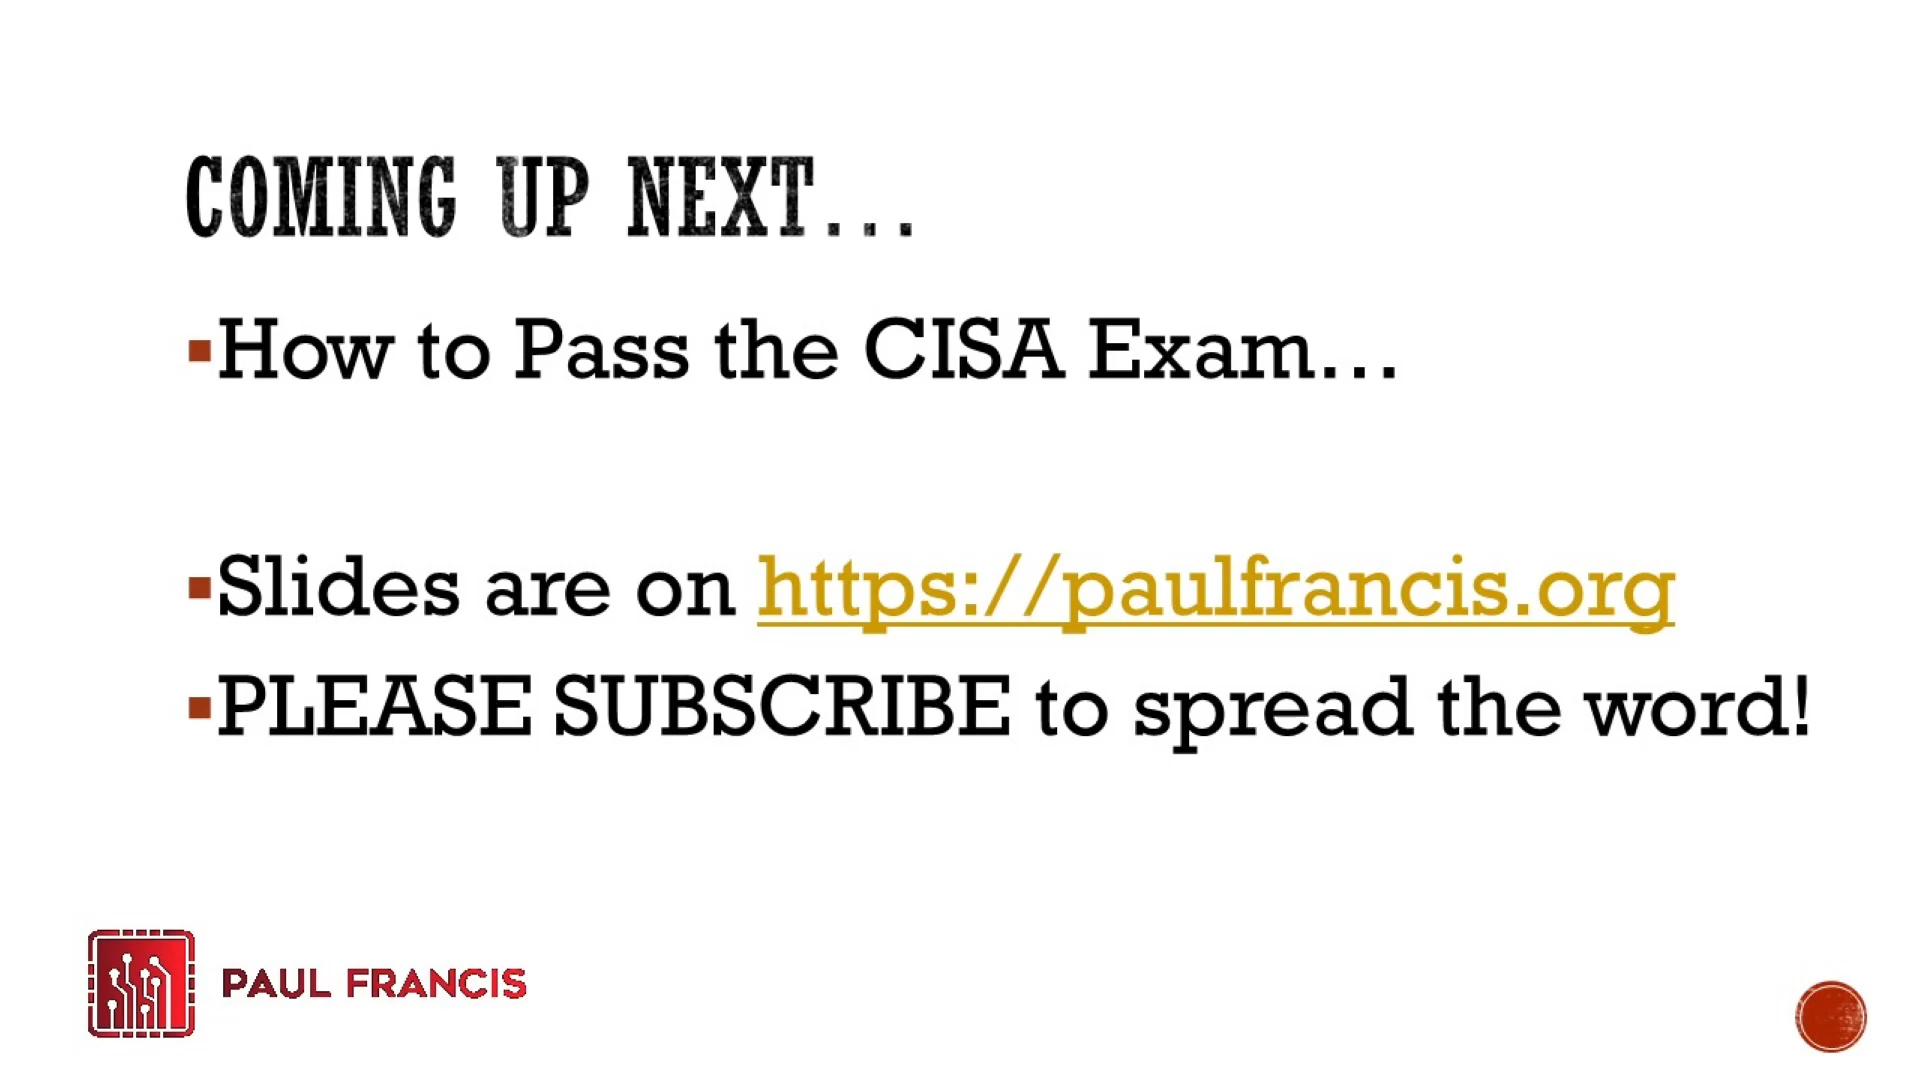 COMING UP NEXT...
▪How to Pass the CISA Exam...
▪Slides are on https://paulfrancis.org
▪PLEASE SUBSCRIBE to spread the word!
PAUL FRANCIS